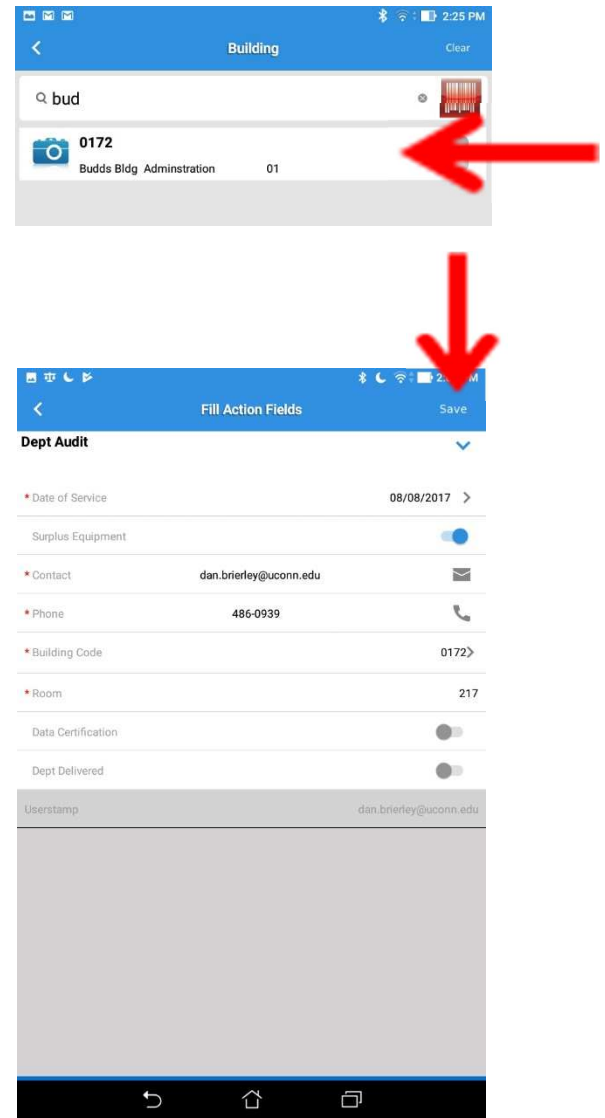 2:25 PM
Building Clear
bud
0172
Budds Bldg Adminstration 01
Fill Action Fields Save
Dept Audit
* Date of Service 08/08/2017
Surplus Equipment
* Contact dan.brierley@uconn.edu
* Phone 486-0939
* Building Code 0172
* Room 217
Data Certification
Dept Delivered
Userstamp dan.brierley@uconn.edu